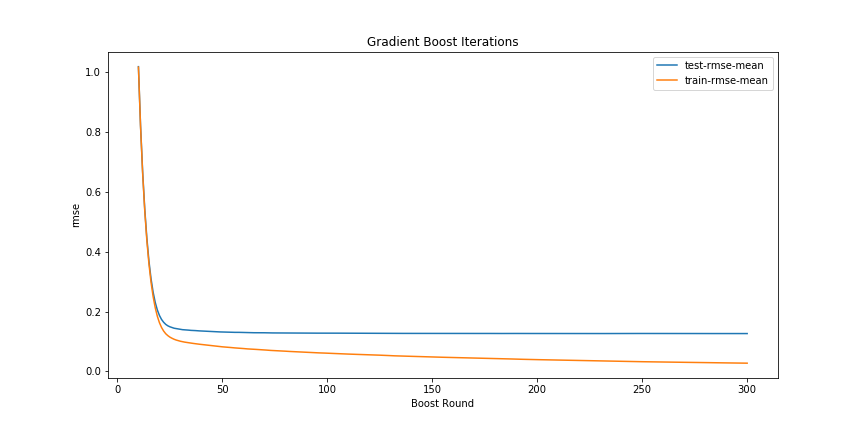 Gradient Boost Iterations
test-rmse-mean
train-rmse-mean
rmse
1.0
0.8
0.6
0.4
0.2
0.0
0 50 100 150 200 250 300
Boost Round